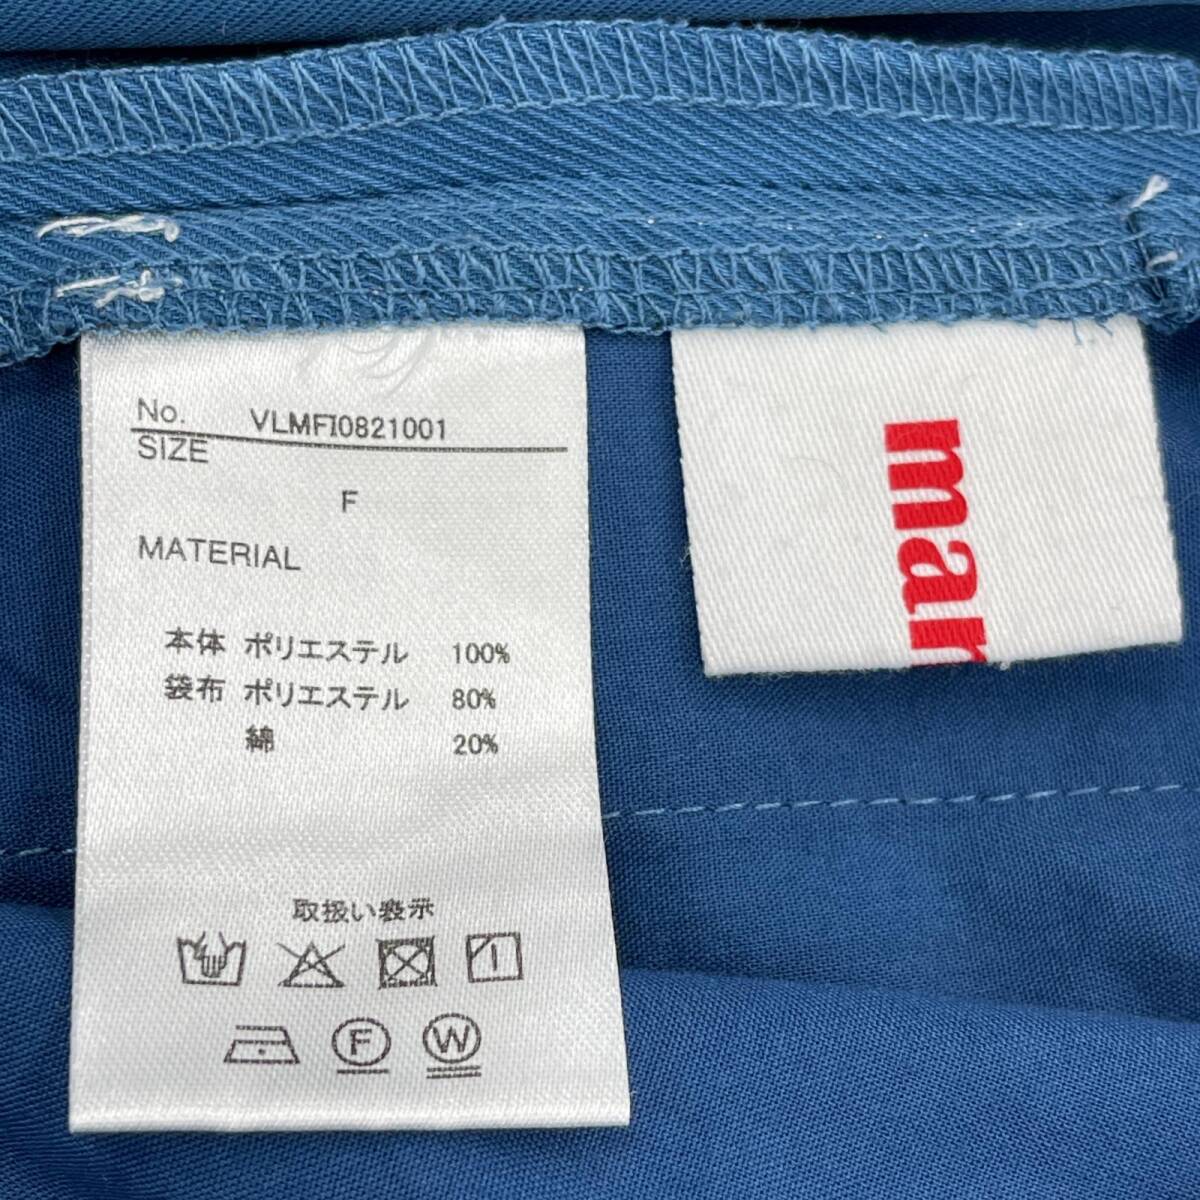 No. VLMFI0821001
SIZE
F
MATERIAL
本体 ポリエステル 100%
袋布 ポリエステル 80%
綿 20%
取扱い表示
F W
mar